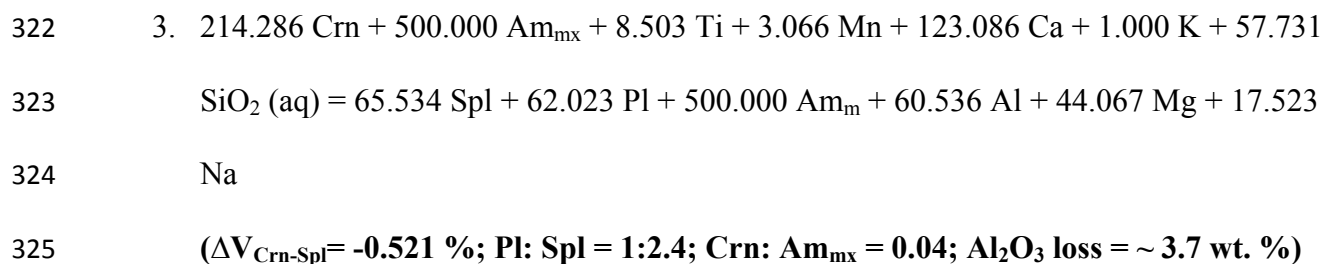 322 3. 214.286 Crn + 500.000 Amₘₓ + 8.503 Ti + 3.066 Mn + 123.086 Ca + 1.000 K + 57.731
323 SiO₂ (aq) = 65.534 Spl + 62.023 Pl + 500.000 Amₘ + 60.536 Al + 44.067 Mg + 17.523
324 Na
325 (ΔV_Crn-Spl= -0.521 %; Pl: Spl = 1:2.4; Crn: Amₘₓ = 0.04; Al₂O₃ loss = ~ 3.7 wt. %)